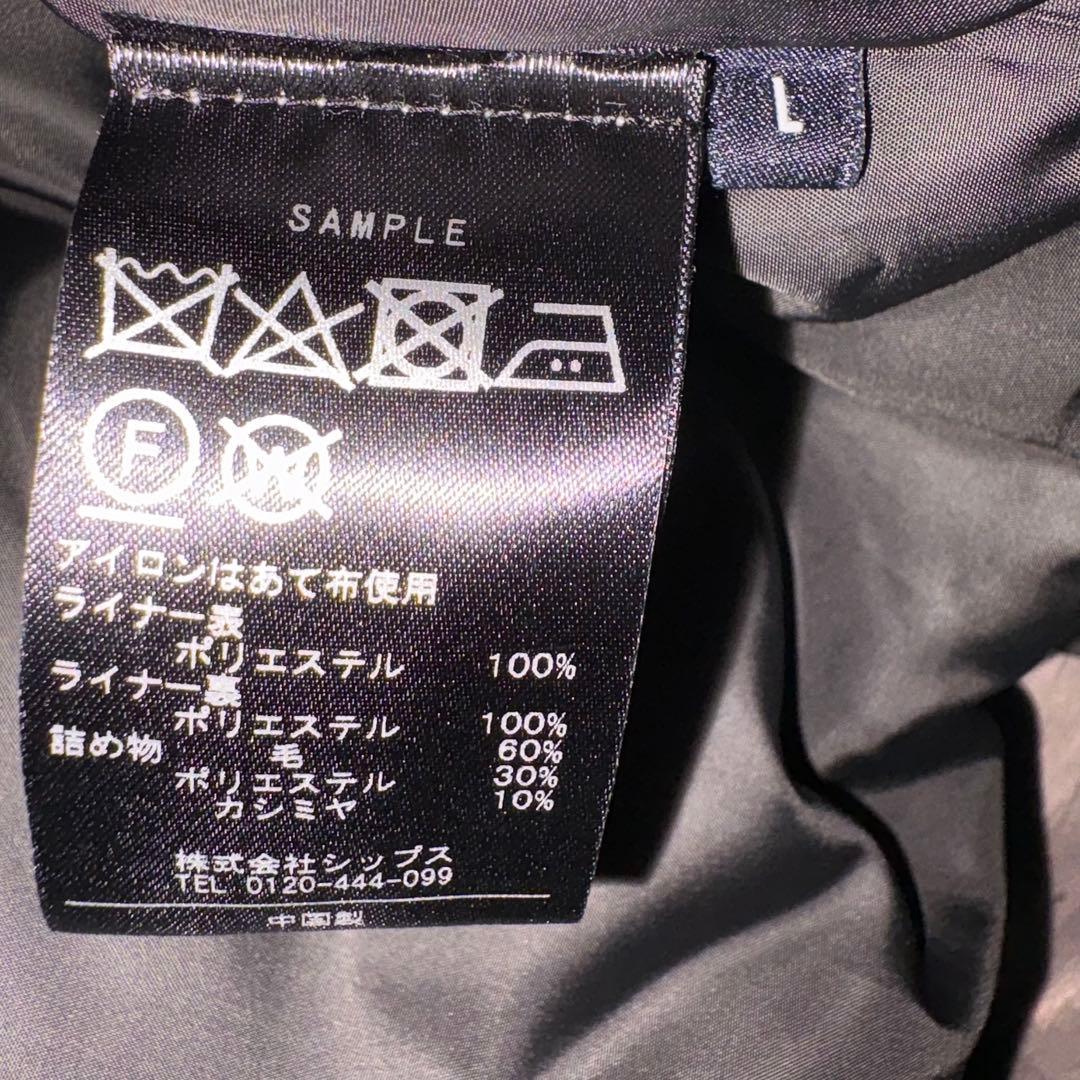 L
SAMPLE
F
W
アイロンはあて布使用
ライナー表
ポリエステル 100%
ライナー裏
ポリエステル 100%
詰め物 毛 60%
ポリエステル 30%
カシミヤ 10%
株式会社シップス
TEL 0120-444-099
中国製